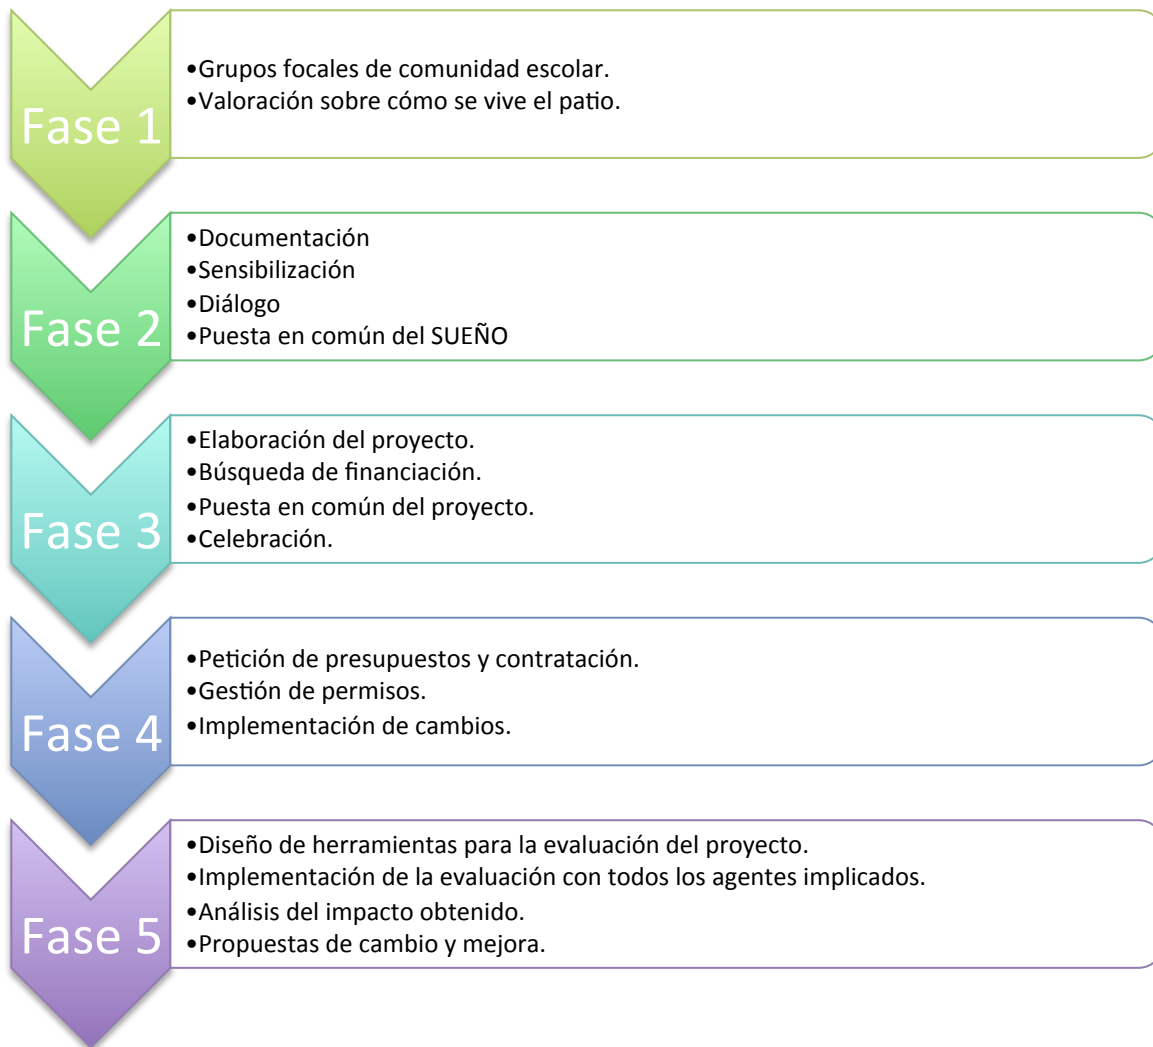 Fase 1
•Grupos focales de comunidad escolar.
•Valoración sobre cómo se vive el patio.
Fase 2
•Documentación
•Sensibilización
•Diálogo
•Puesta en común del SUEÑO
Fase 3
•Elaboración del proyecto.
•Búsqueda de financiación.
•Puesta en común del proyecto.
•Celebración.
Fase 4
•Petición de presupuestos y contratación.
•Gestión de permisos.
•Implementación de cambios.
Fase 5
•Diseño de herramientas para la evaluación del proyecto.
•Implementación de la evaluación con todos los agentes implicados.
•Análisis del impacto obtenido.
•Propuestas de cambio y mejora.